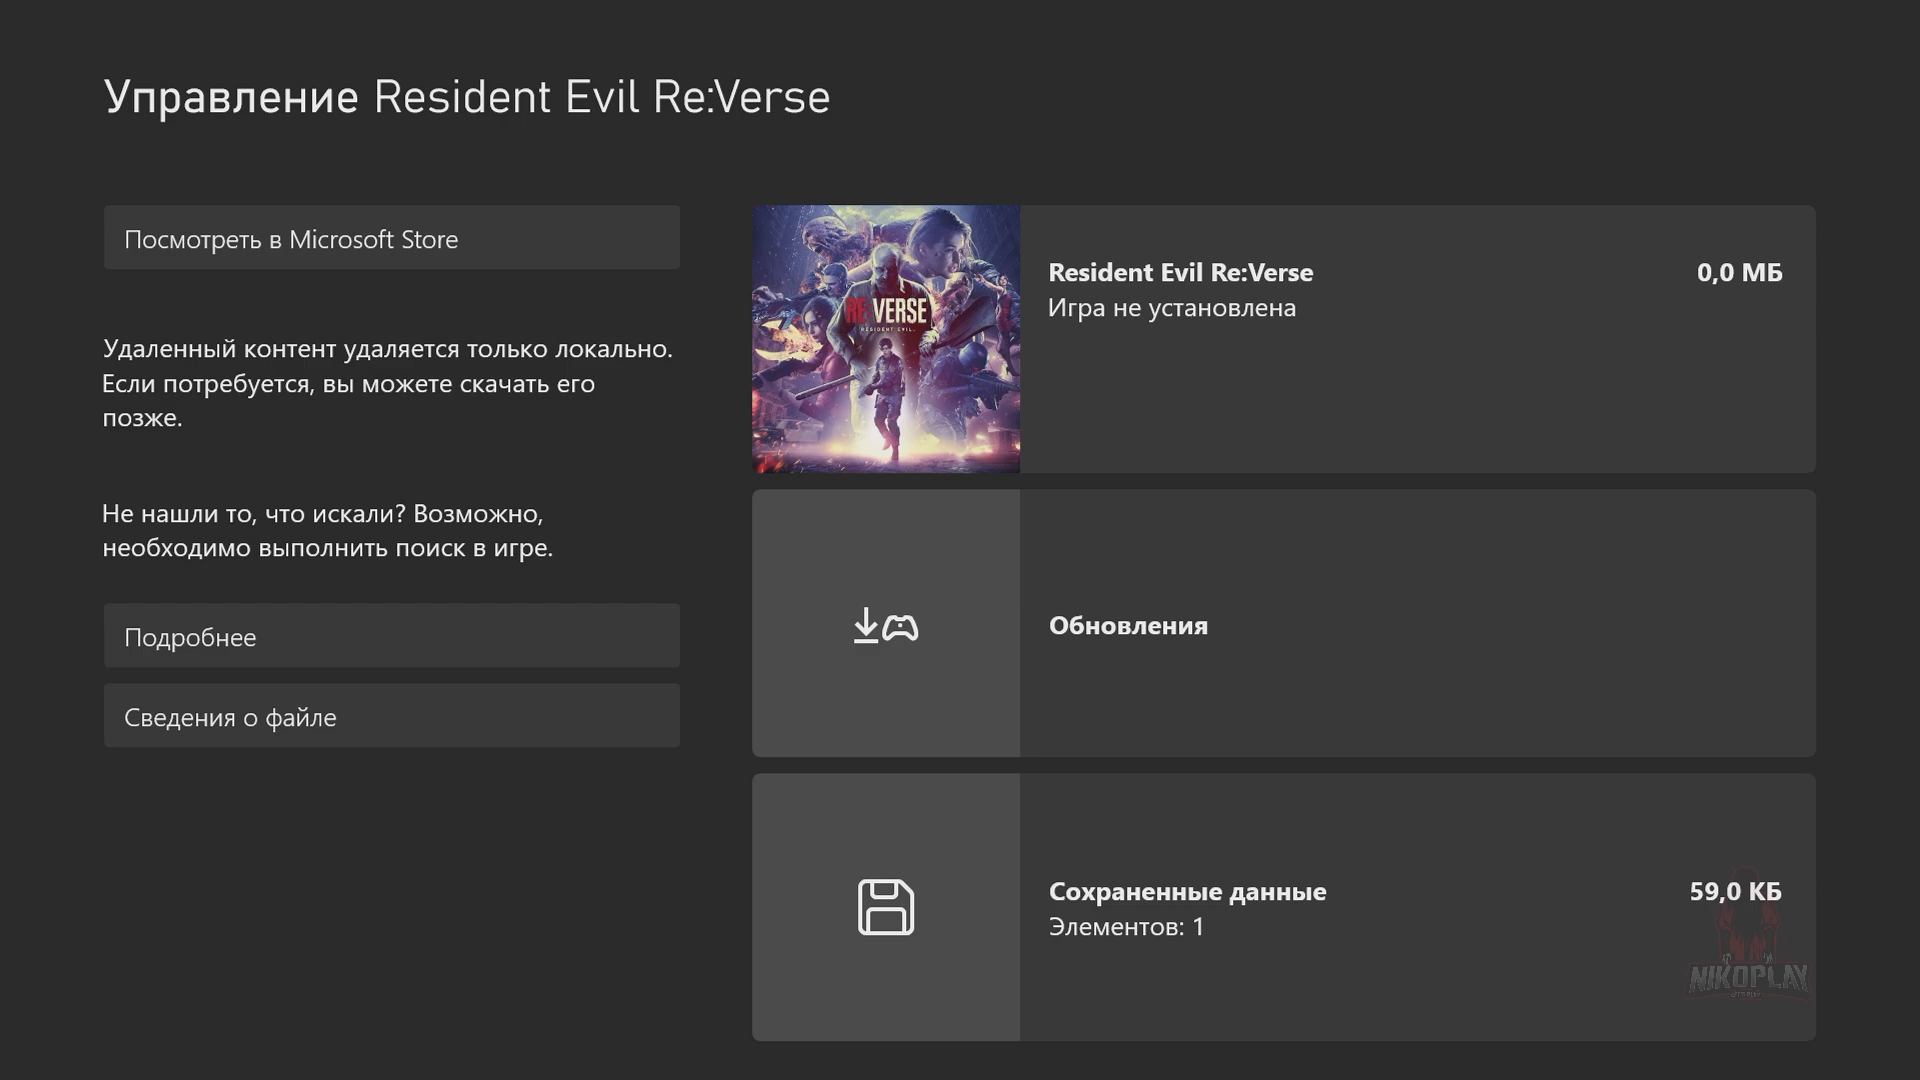 Управление Resident Evil Re:Verse
Посмотреть в Microsoft Store
Удаленный контент удаляется только локально.
Если потребуется, вы можете скачать его
позже.
Не нашли то, что искали? Возможно,
необходимо выполнить поиск в игре.
Подробнее
Сведения о файле
RE:VERSE
RESIDENT EVIL.
Resident Evil Re:Verse
0,0 МБ
Игра не установлена
Обновления
Сохраненные данные
59,0 КБ
Элементов: 1
NIKOPLAY